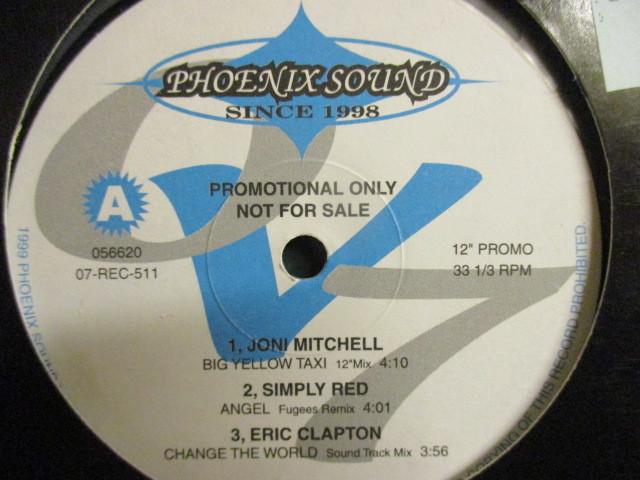 PHOENIX SOUND
SINCE 1998
PROMOTIONAL ONLY
NOT FOR SALE
A
056620
07-REC-511
12" PROMO
33 1/3 RPM
1, JONI MITCHELL
BIG YELLOW TAXI 12"Mix 4:10
2, SIMPLY RED
ANGEL Fugees Remix 4:01
3, ERIC CLAPTON
CHANGE THE WORLD Sound Track Mix 3:56
1999 PHOENIX
COPYING OF THIS RECORD PROHIBITED.
V
07